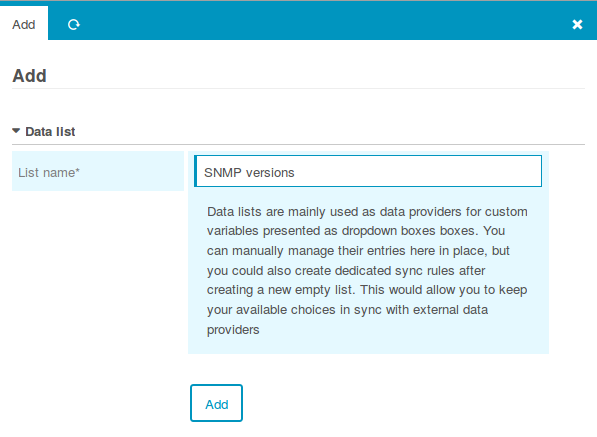 Add
Add
Data list
List name*
SNMP versions
Data lists are mainly used as data providers for custom
variables presented as dropdown boxes boxes. You
can manually manage their entries here in place, but
you could also create dedicated sync rules after
creating a new empty list. This would allow you to keep
your available choices in sync with external data
providers
Add